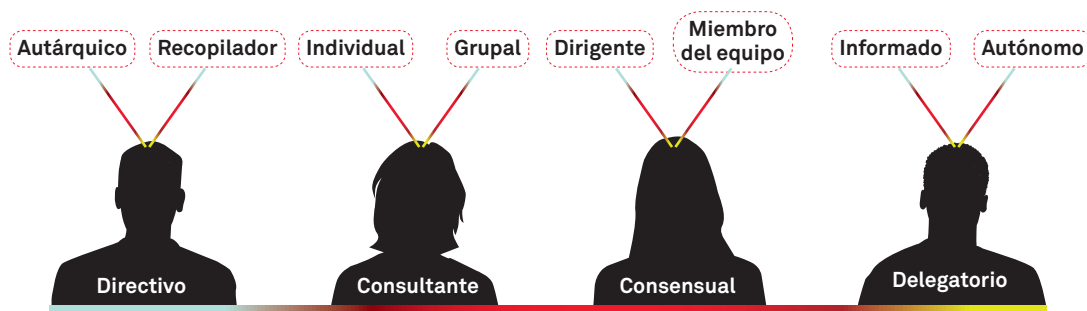 Autárquico
Recopilador
Individual
Grupal
Dirigente
Miembro
del equipo
Informado
Autónomo
Directivo
Consultante
Consensual
Delegatorio